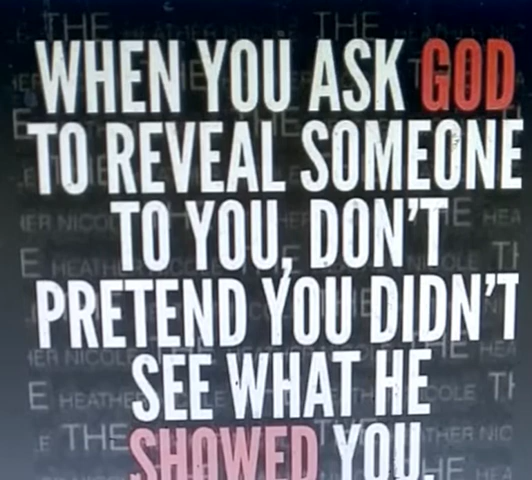 WHEN YOU ASK GOD
TO REVEAL SOMEONE
TO YOU, DON'T
PRETEND YOU DIDN'T
SEE WHAT HE
SHOWED YOU.